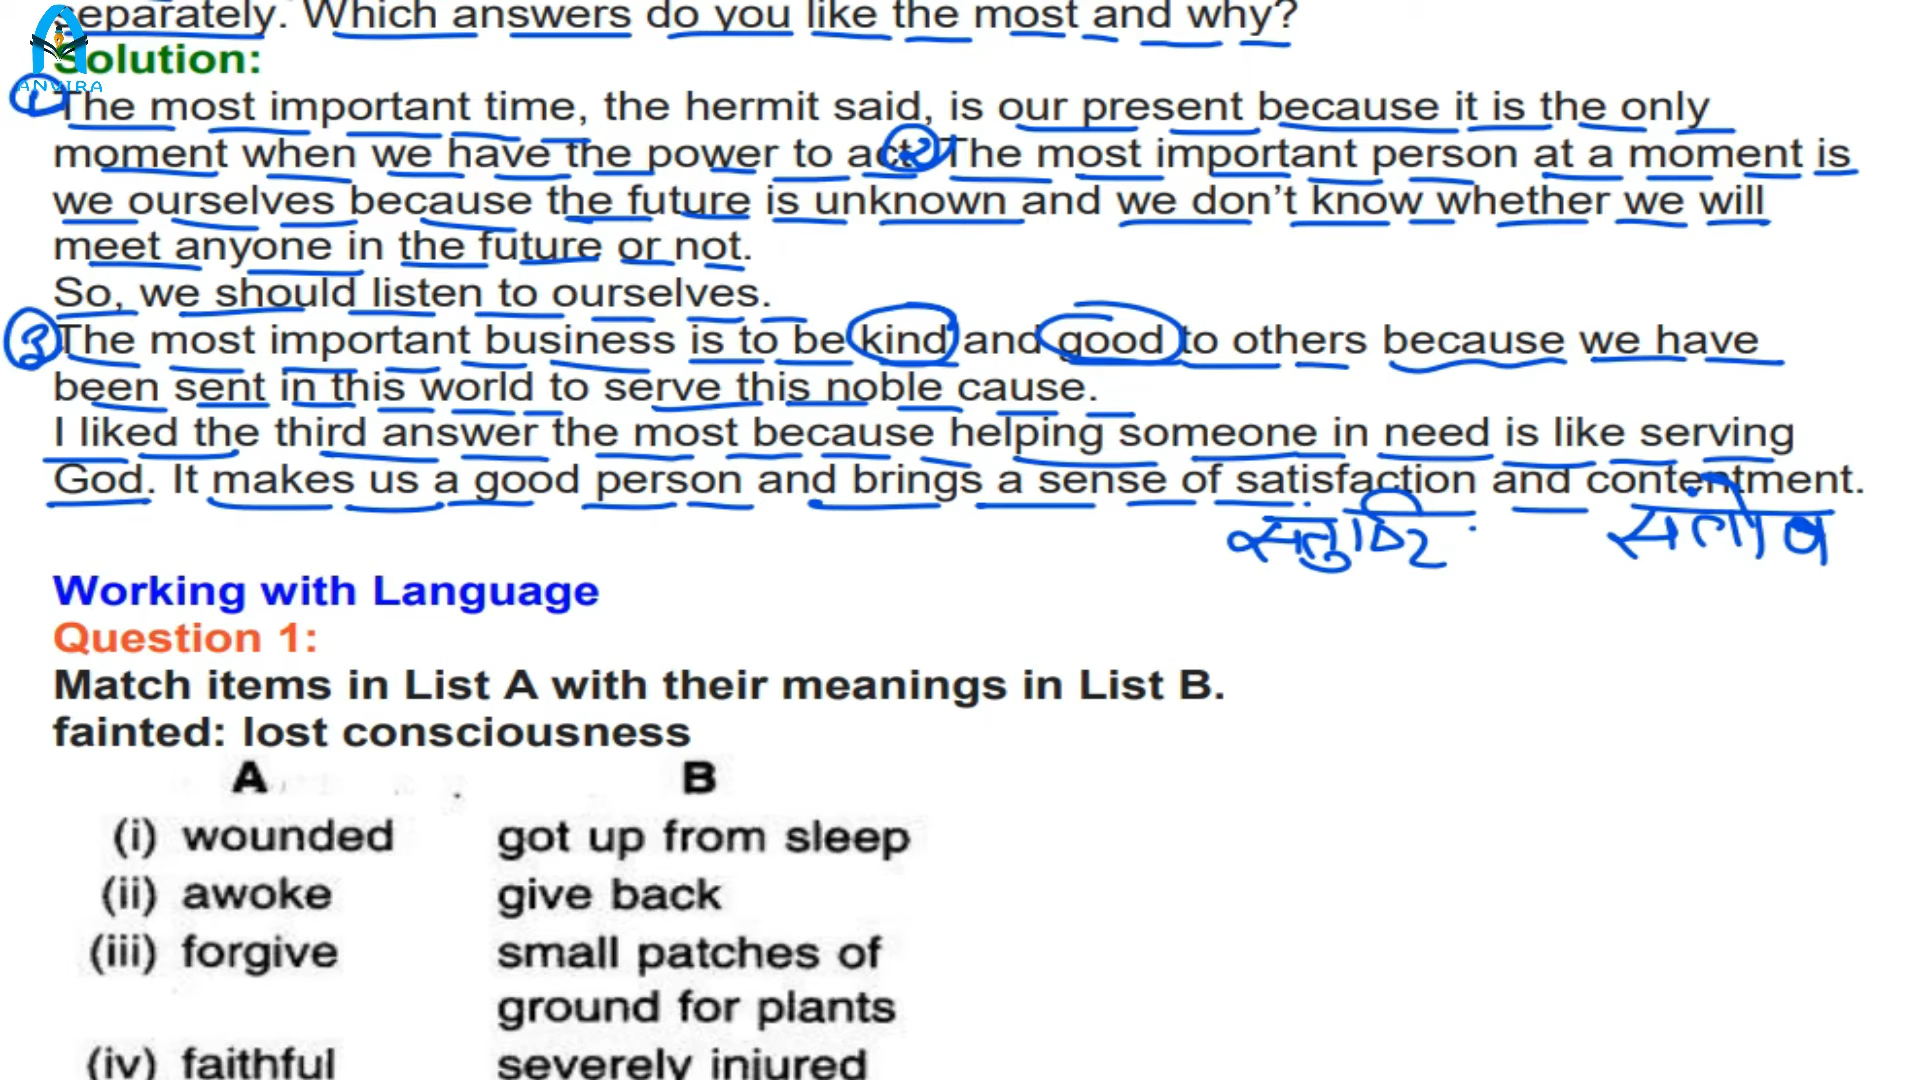 separately. Which answers do you like the most and why?
Solution:
ANVIRA
1 The most important time, the hermit said, is our present because it is the only
moment when we have the power to act. 2 The most important person at a moment is
we ourselves because the future is unknown and we don't know whether we will
meet anyone in the future or not.
So, we should listen to ourselves.
3 The most important business is to be kind and good to others because we have
been sent in this world to serve this noble cause.
I liked the third answer the most because helping someone in need is like serving
God. It makes us a good person and brings a sense of satisfaction and contentment.
Working with Language
Question 1:
Match items in List A with their meanings in List B.
fainted: lost consciousness
A B
(i) wounded got up from sleep
(ii) awoke give back
(iii) forgive small patches of
ground for plants
(iv) faithful severely injured